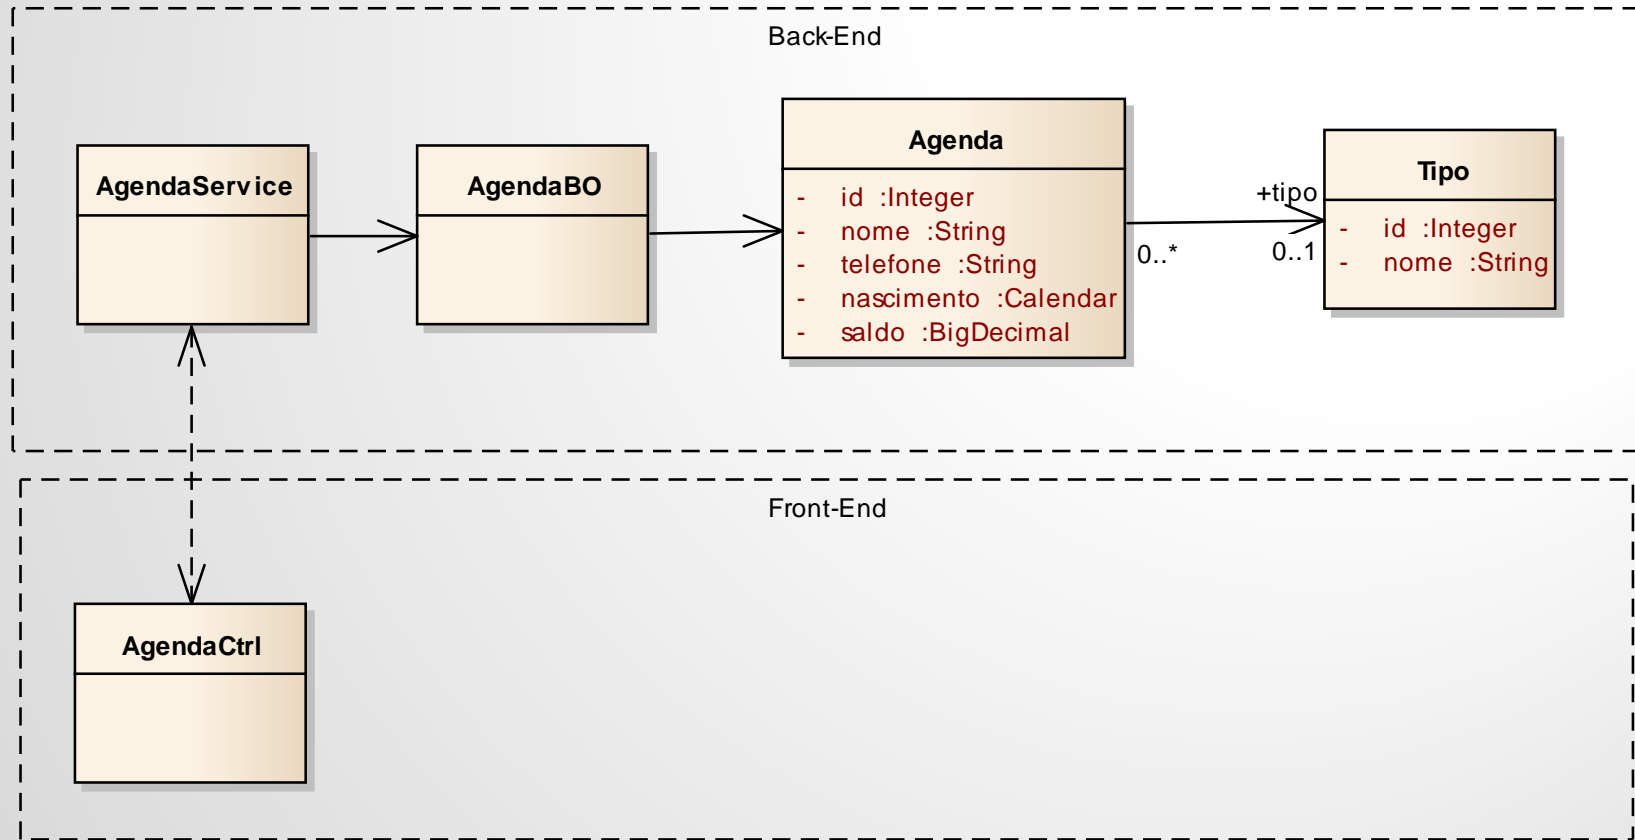 Back-End
AgendaService
AgendaBO
Agenda
- id :Integer
- nome :String
- telefone :String
- nascimento :Calendar
- saldo :BigDecimal
0..*
+tipo
0..1
Tipo
- id :Integer
- nome :String
Front-End
AgendaCtrl